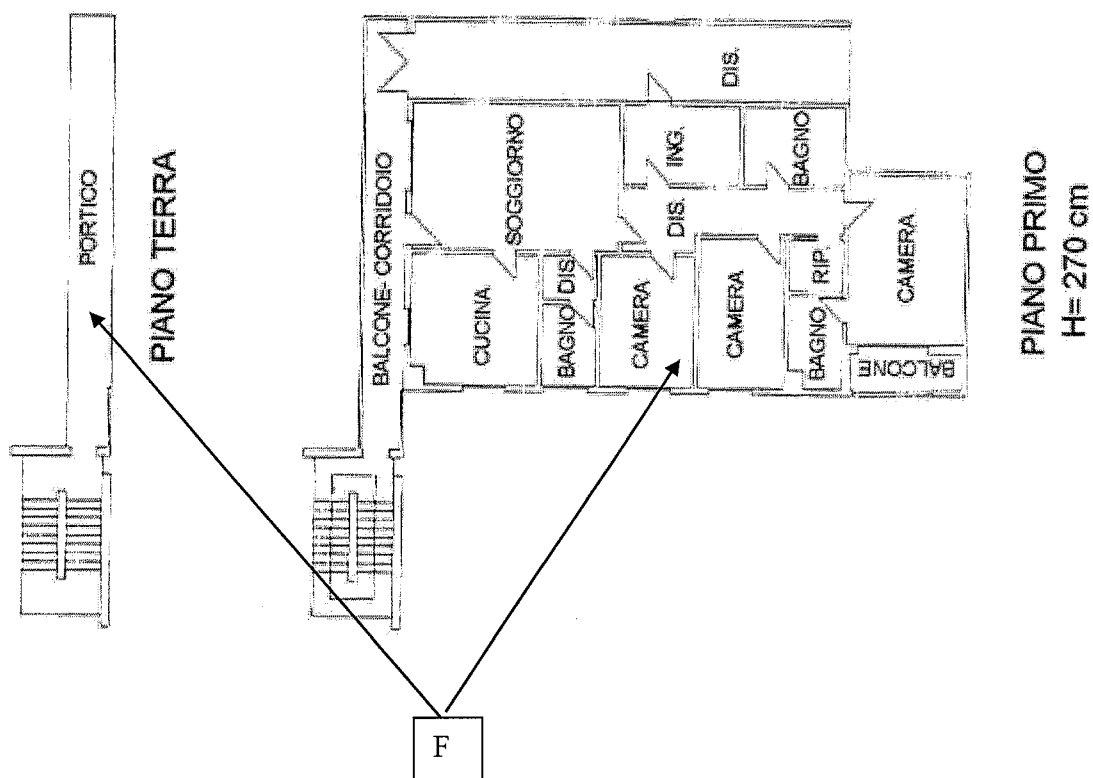 PORTICO
PIANO TERRA
BALCONE- CORRIDOIO
SOGGIORNO
CUCINA
DIS.
BAGNO
ING.
DIS.
DIS.
CAMERA
CAMERA
BAGNO
RIP.
BAGNO
CAMERA
BALCONE
PIANO PRIMO
H= 270 cm
F